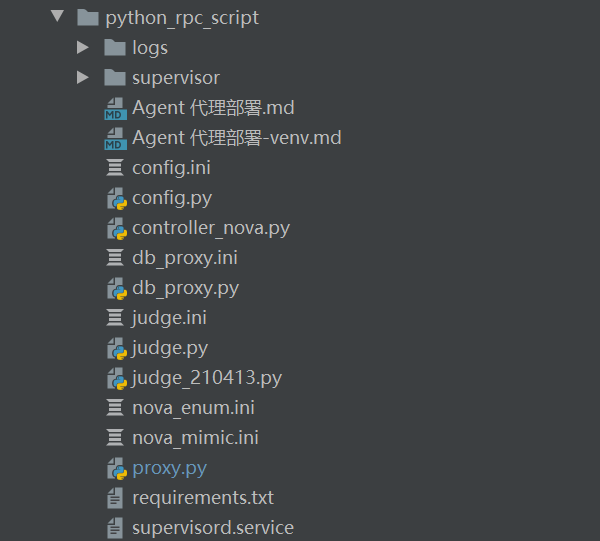 python_rpc_script
logs
supervisor
MD Agent 代理部署.md
MD Agent 代理部署-venv.md
config.ini
config.py
controller_nova.py
db_proxy.ini
db_proxy.py
judge.ini
judge.py
judge_210413.py
nova_enum.ini
nova_mimic.ini
proxy.py
requirements.txt
supervisord.service